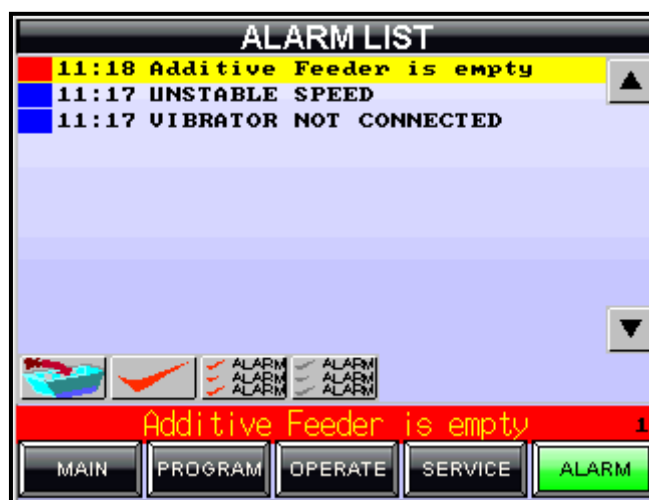 ALARM LIST
11:18 Additive Feeder is empty
11:17 UNSTABLE SPEED
11:17 VIBRATOR NOT CONNECTED
ALARM ALARM
ALARM ALARM
ALARM ALARM
Additive Feeder is empty 1
MAIN PROGRAM OPERATE SERVICE ALARM